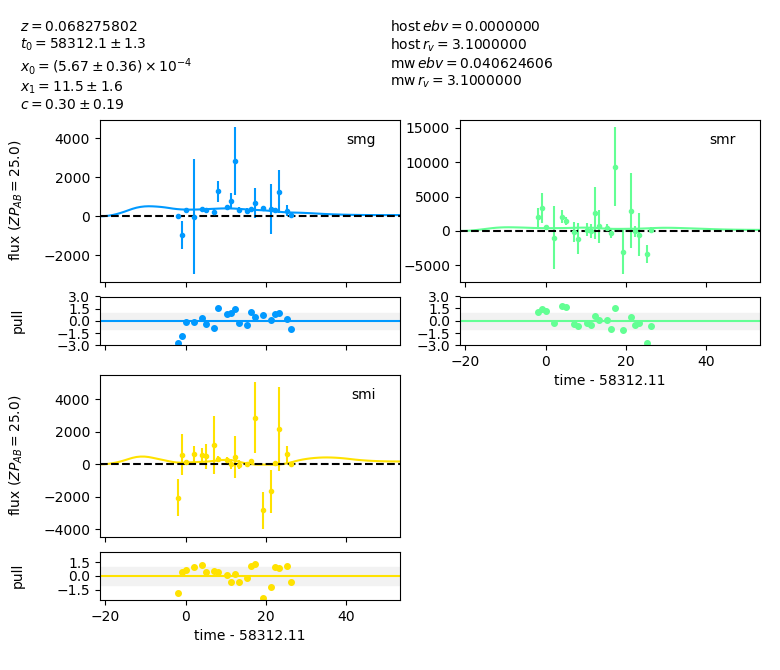 z = 0.068275802
t₀ = 58312.1 ± 1.3
x₀ = (5.67 ± 0.36) × 10⁻⁴
x₁ = 11.5 ± 1.6
c = 0.30 ± 0.19
host ebv = 0.0000000
host r_v = 3.1000000
mw ebv = 0.040624606
mw r_v = 3.1000000
smg
4000
2000
0
−2000
flux (ZP_AB = 25.0)
smr
15000
10000
5000
0
−5000
3.0
1.5
0.0
−1.5
−3.0
pull
3.0
1.5
0.0
−1.5
−3.0
−20 0 20 40
time - 58312.11
smi
4000
2000
0
−2000
−4000
flux (ZP_AB = 25.0)
1.5
0.0
−1.5
pull
−20 0 20 40
time - 58312.11